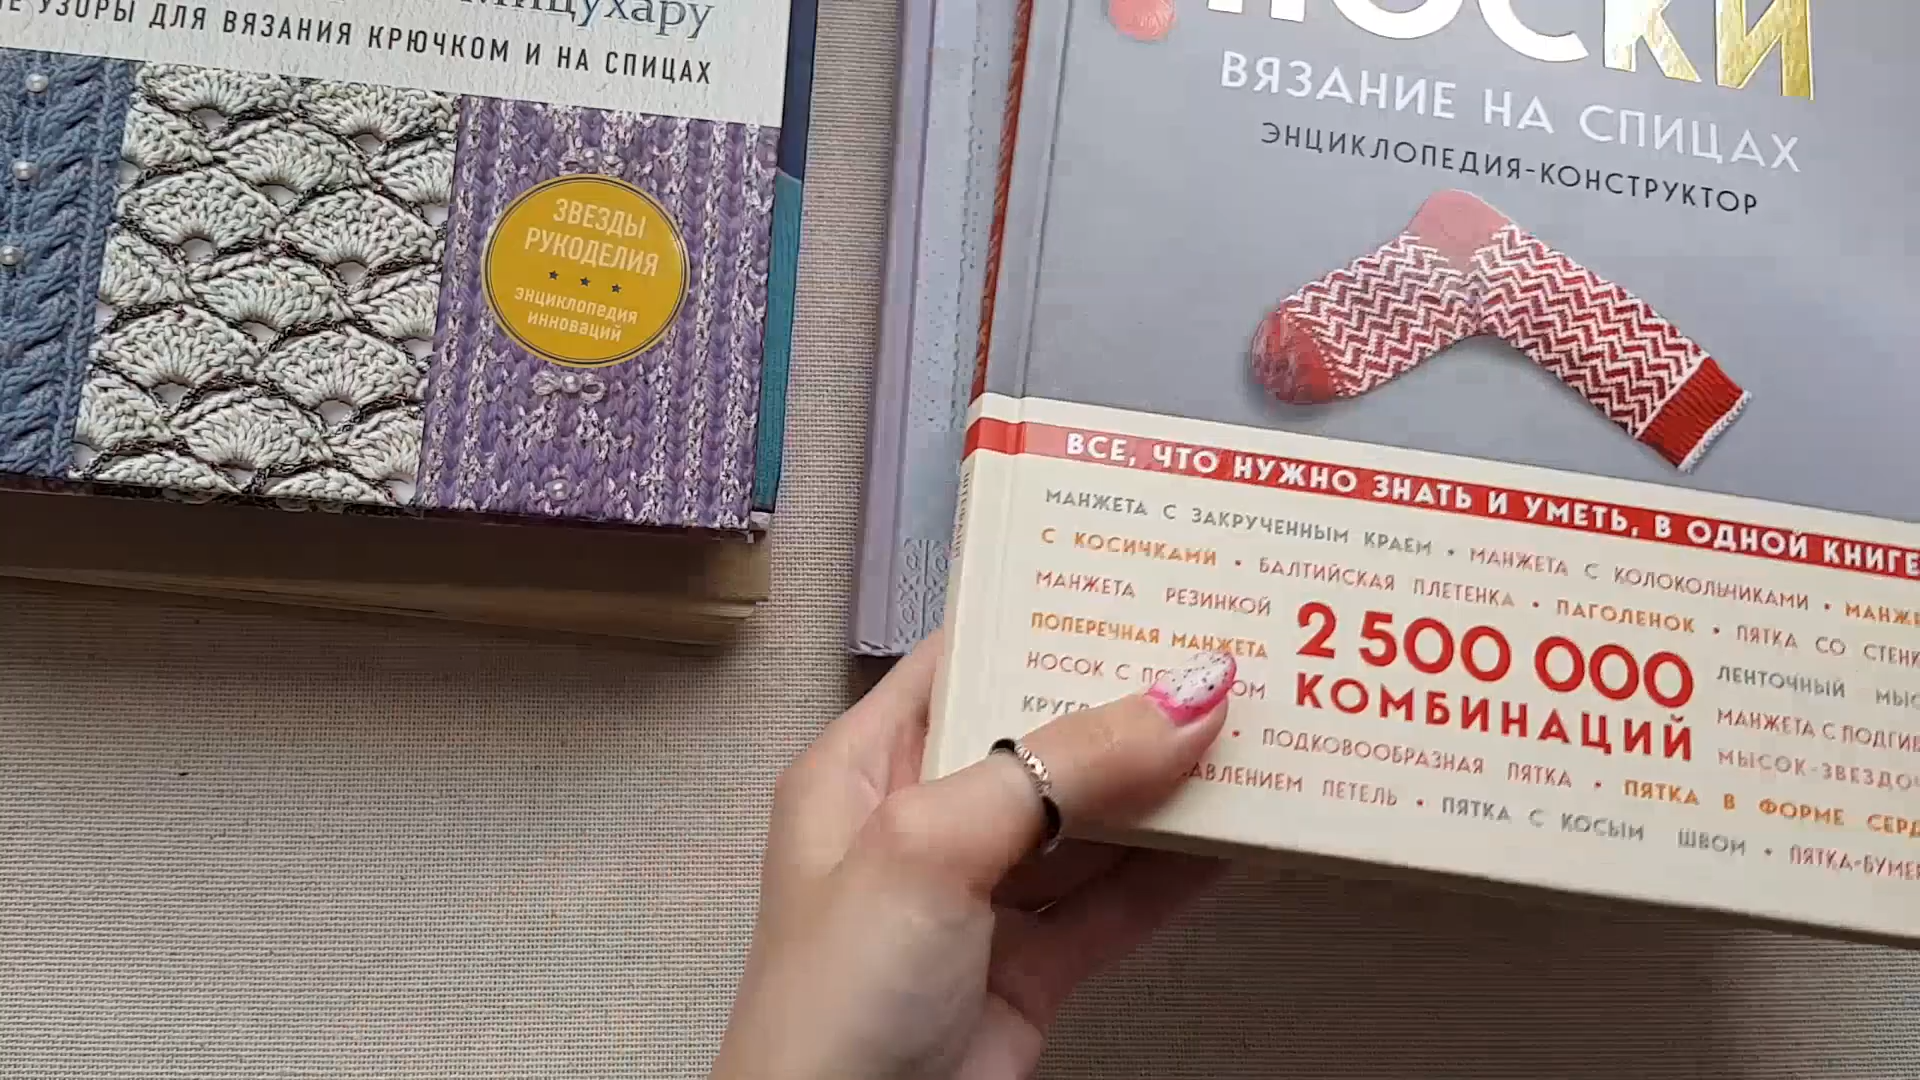 Мицухару
УЗОРЫ ДЛЯ ВЯЗАНИЯ КРЮЧКОМ И НА СПИЦАХ
ЗВЕЗДЫ
РУКОДЕЛИЯ
ЭНЦИКЛОПЕДИЯ
ИННОВАЦИЙ
НОСКИ
ВЯЗАНИЕ НА СПИЦАХ
ЭНЦИКЛОПЕДИЯ-КОНСТРУКТОР
ВСЕ, ЧТО НУЖНО ЗНАТЬ И УМЕТЬ, В ОДНОЙ КНИГЕ
МАНЖЕТА С ЗАКРУЧЕННЫМ КРАЕМ • МАНЖЕТА С КОЛОКОЛЬЧИКАМИ •
С КОСИЧКАМИ • БАЛТИЙСКАЯ ПЛЕТЕНКА • ПАГОЛЕНОК • ПЯТКА СО
МАНЖЕТА РЕЗИНКОЙ
ПОПЕРЕЧНАЯ МАНЖЕТА
НОСОК С
2 500 000
КОМБИНАЦИЙ
ЛЕНТОЧНЫЙ
МАНЖЕТА С
• ПОДКОВООБРАЗНАЯ ПЯТКА • ПЯТКА В ФОРМЕ
ПЕТЕЛЬ • ПЯТКА С КОСЫМ ШВОМ •